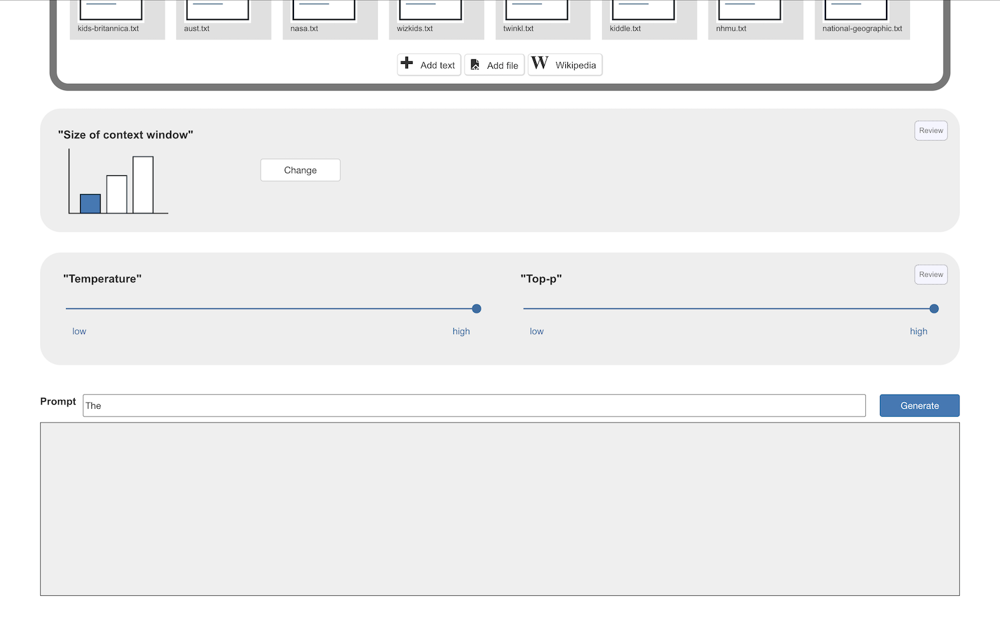 kids-britannica.txt aust.txt nasa.txt wizkids.txt twinkl.txt kiddle.txt nhmu.txt national-geographic.txt
Add text Add file W Wikipedia
"Size of context window" Review
Change
"Temperature" "Top-p" Review
low high low high
Prompt The Generate